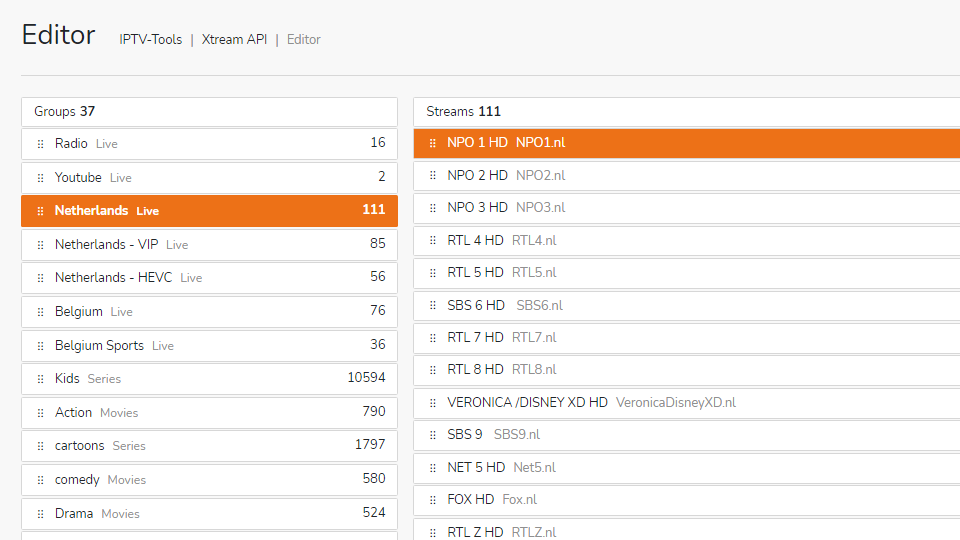 Editor IPTV-Tools | Xtream API | Editor
Groups 37
Radio Live 16
Youtube Live 2
Netherlands Live 111
Netherlands - VIP Live 85
Netherlands - HEVC Live 56
Belgium Live 76
Belgium Sports Live 36
Kids Series 10594
Action Movies 790
cartoons Series 1797
comedy Movies 580
Drama Movies 524
Streams 111
NPO 1 HD NPO1.nl
NPO 2 HD NPO2.nl
NPO 3 HD NPO3.nl
RTL 4 HD RTL4.nl
RTL 5 HD RTL5.nl
SBS 6 HD SBS6.nl
RTL 7 HD RTL7.nl
RTL 8 HD RTL8.nl
VERONICA /DISNEY XD HD VeronicaDisneyXD.nl
SBS 9 SBS9.nl
NET 5 HD Net5.nl
FOX HD Fox.nl
RTL Z HD RTLZ.nl